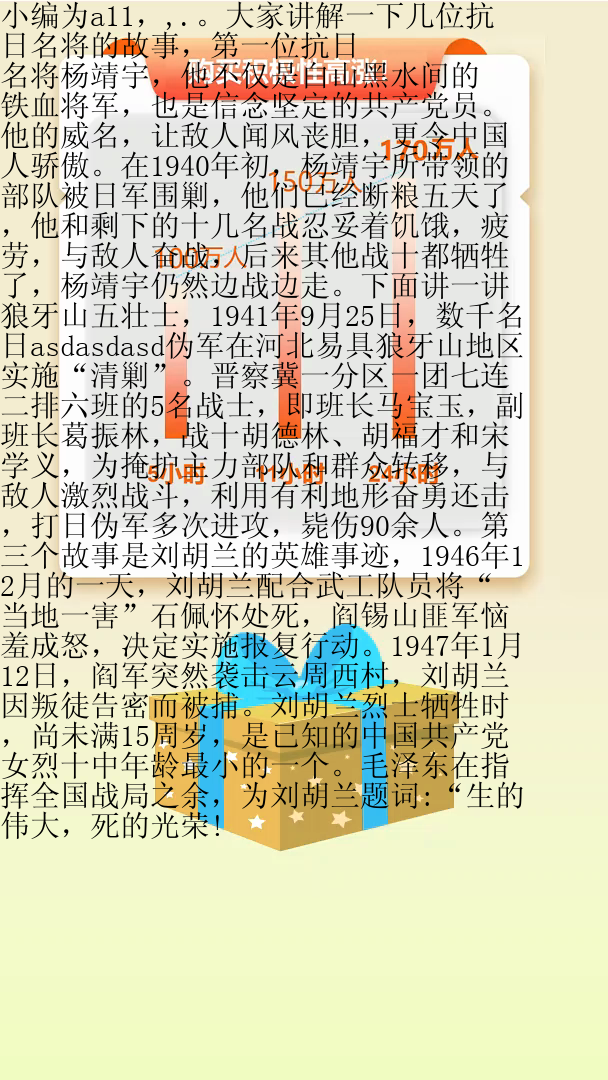 小编为a11, ,.。大家讲解一下几位抗
日名将的故事，第一位抗日
名将杨靖宇，他不仅是白山黑水间的
铁血将军，也是信念坚定的共产党员。
他的威名，让敌人闻风丧胆，更令中国
人骄傲。在1940年初，杨靖宇所带领的
部队被日军围剿，他们已经断粮五天了
，他和剩下的十几名战忍妥着饥饿，疲
劳，与敌人奋战，后来其他战十都牺牲
了，杨靖宇仍然边战边走。下面讲一讲
狼牙山五壮士，1941年9月25日，数千名
日asdasdasd伪军在河北易具狼牙山地区
实施“清剿”。晋察冀一分区一团七连
二排六班的5名战士，即班长马宝玉，副
班长葛振林，战十胡德林、胡福才和宋
学义，为掩护主力部队和群众转移，与
敌人激烈战斗，利用有利地形奋勇还击
，打日伪军多次进攻，毙伤90余人。第
三个故事是刘胡兰的英雄事迹，1946年1
2月的一天，刘胡兰配合武工队员将“
当地一害”石佩怀处死，阎锡山匪军恼
羞成怒，决定实施报复行动。1947年1月
12日，阎军突然袭击云周西村，刘胡兰
因叛徒告密而被捕。刘胡兰烈士牺牲时
，尚未满15周岁，是已知的中国共产党
女烈十中年龄最小的一个。毛泽东在指
挥全国战局之余，为刘胡兰题词:“生的
伟大，死的光荣!
170万人
150万人
100万人
5小时 11小时 24小时